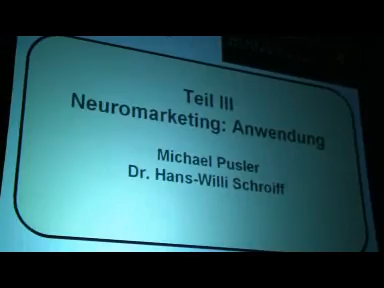 Teil III
Neuromarketing: Anwendung
Michael Pusler
Dr. Hans-Willi Schroiff